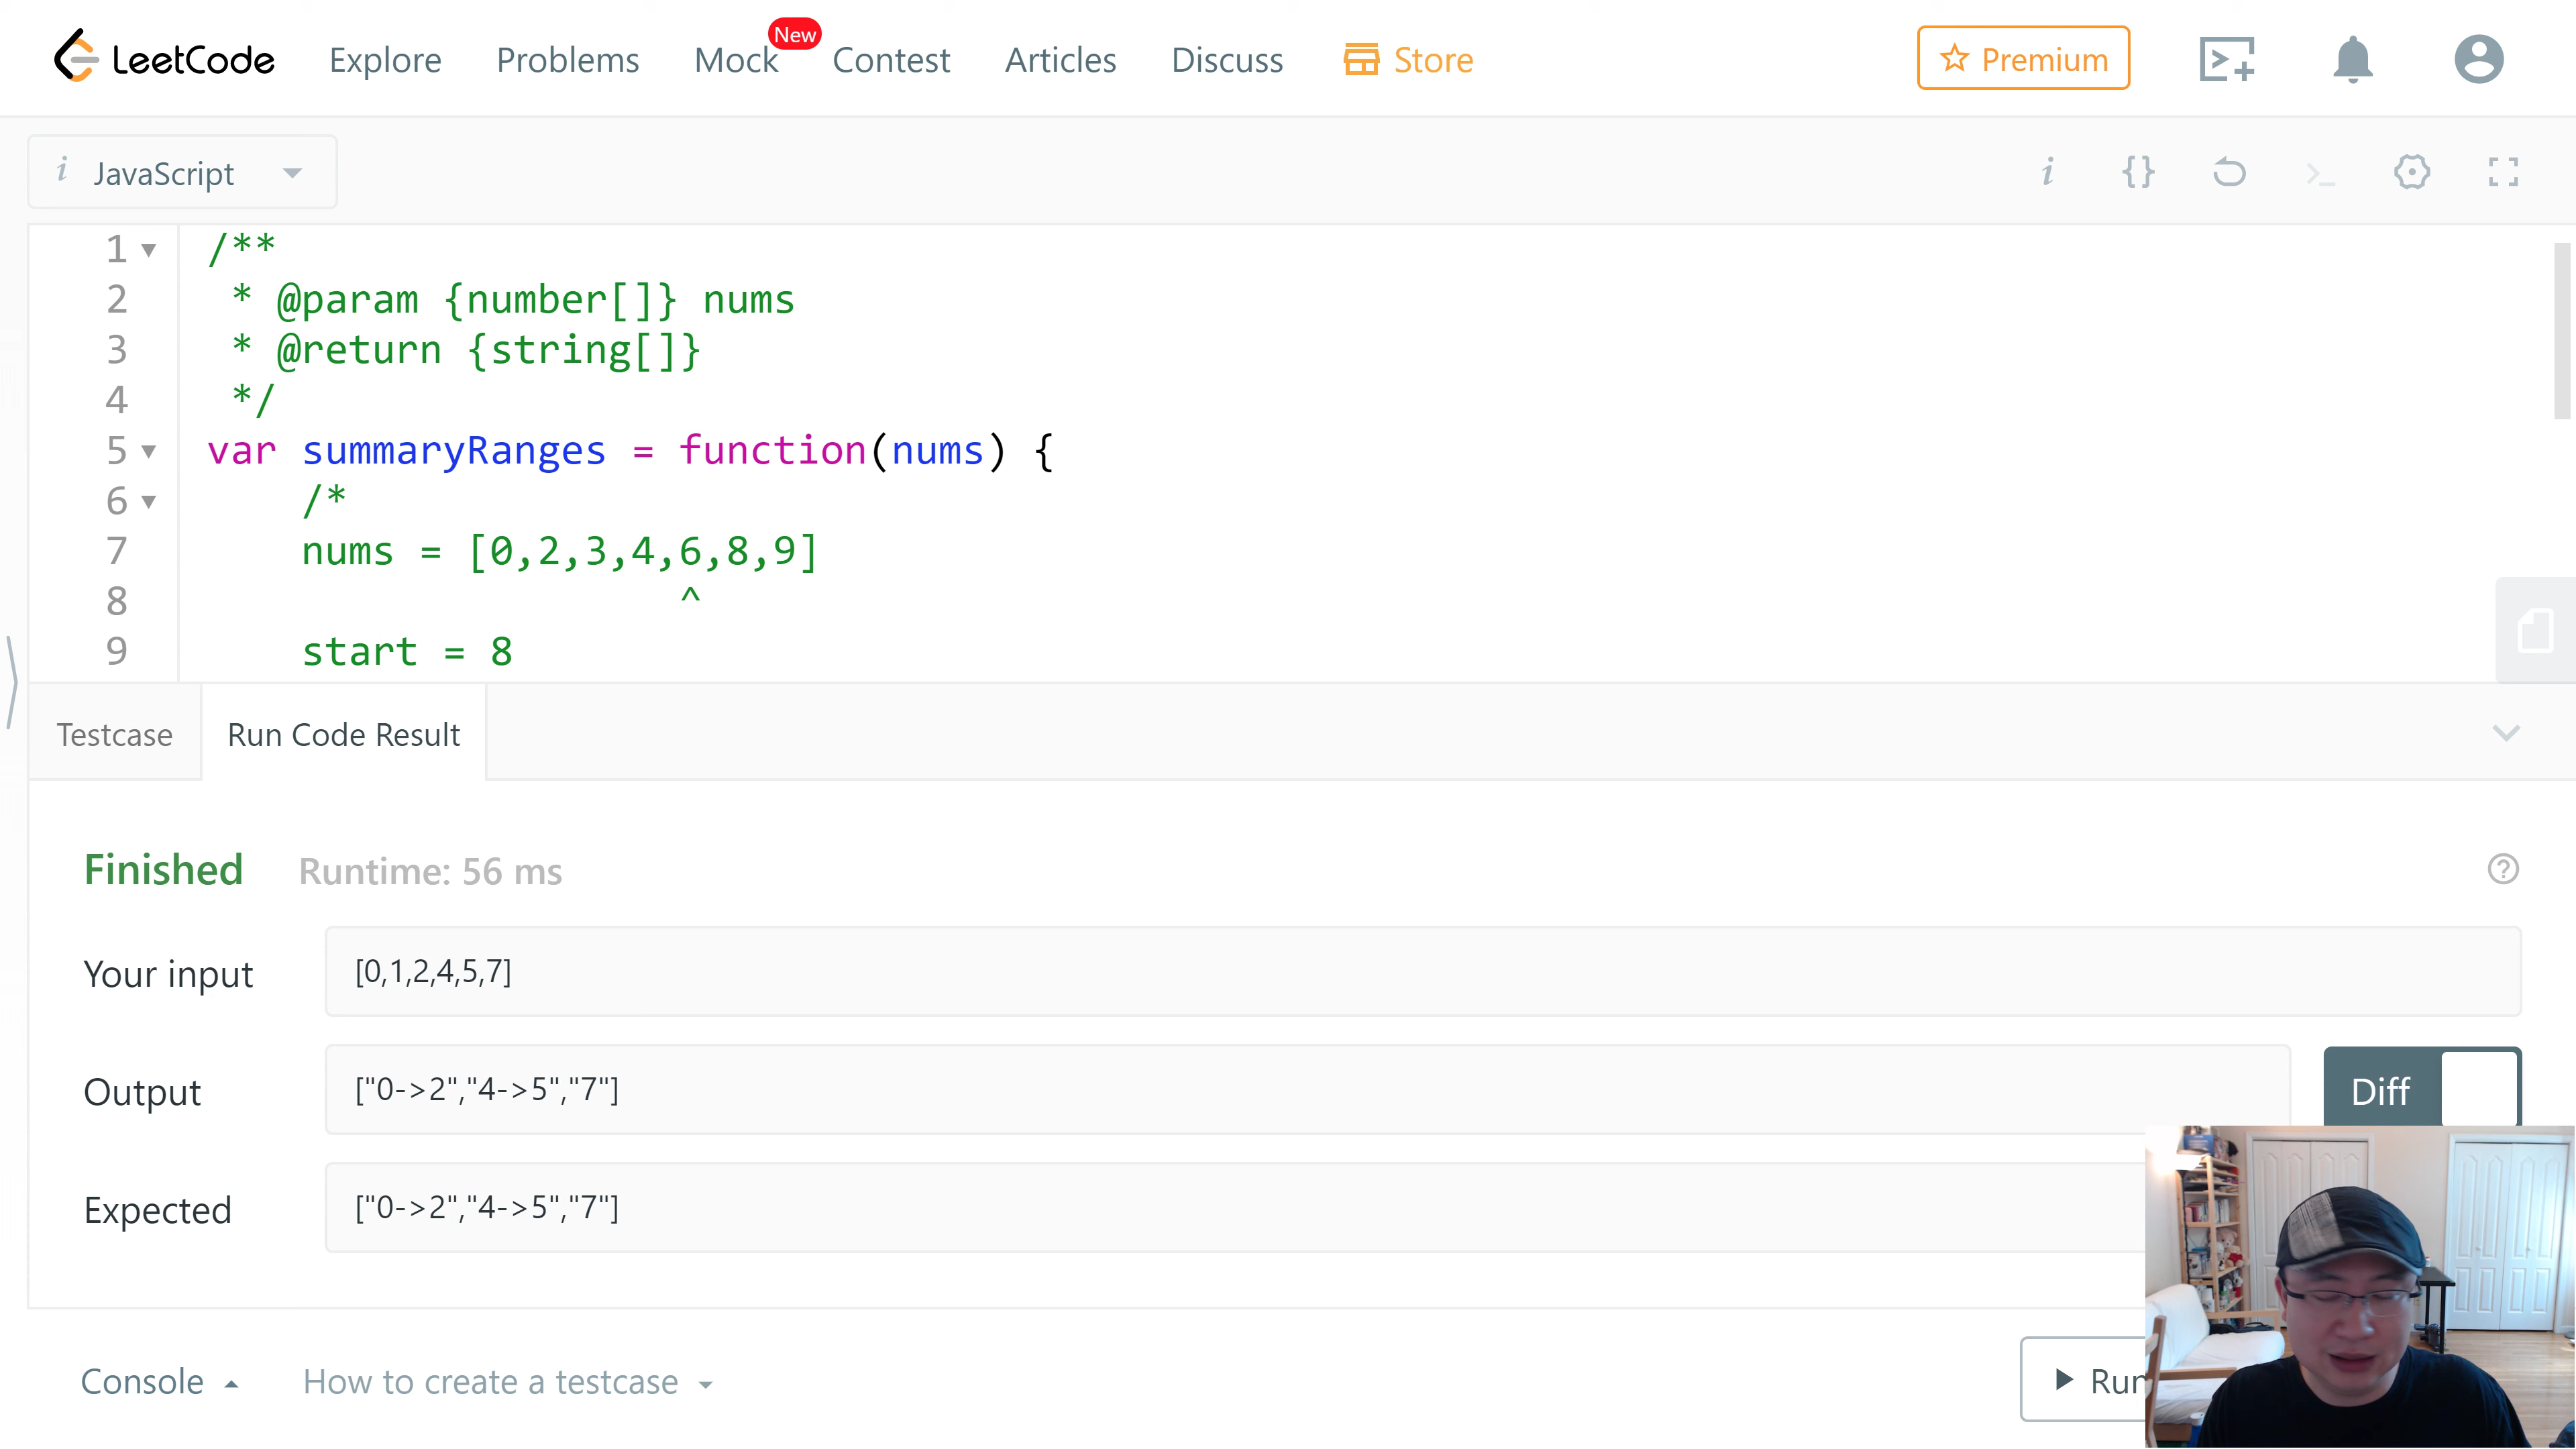 LeetCode Explore Problems Mock New Contest Articles Discuss Store Premium
i JavaScript
1 /**
2 * @param {number[]} nums
3 * @return {string[]}
4 */
5 var summaryRanges = function(nums) {
6 /*
7 nums = [0,2,3,4,6,8,9]
8 ^
9 start = 8
Testcase Run Code Result
Finished Runtime: 56 ms
Your input [0,1,2,4,5,7]
Output ["0->2","4->5","7"] Diff
Expected ["0->2","4->5","7"]
Console How to create a testcase Run